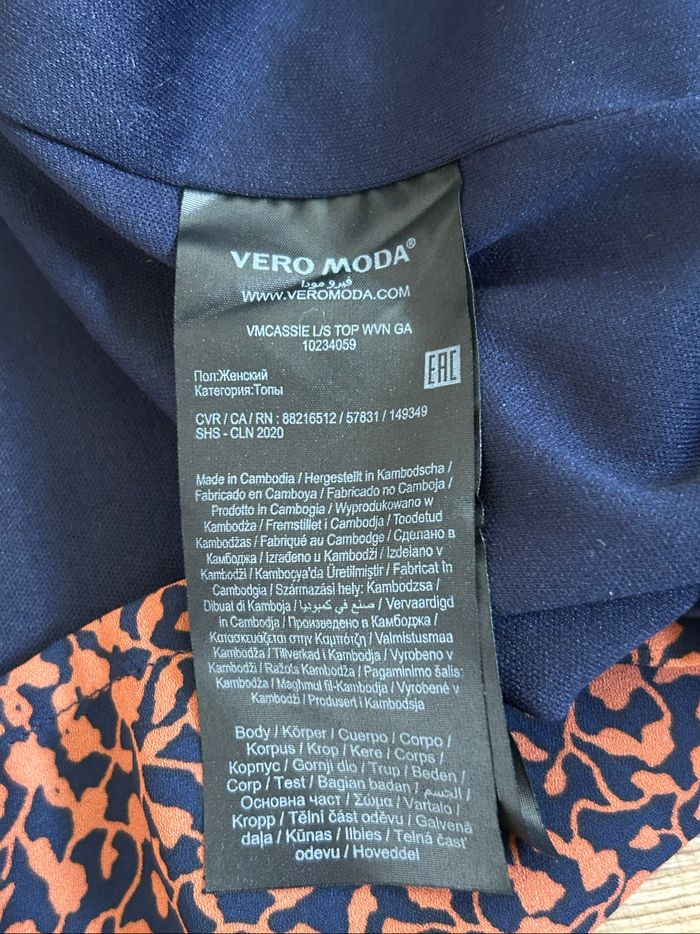 VERO MODA®
فيرو مودا
WWW.VEROMODA.COM
VMCASSIE L/S TOP WVN GA
10234059
EAC
Пол:Женский
Категория:Топы
CVR / CA / RN : 88216512 / 57831 / 149349
SHS - CLN 2020
Made in Cambodia / Hergestellt in Kambodscha /
Fabricado en Camboya / Fabricado no Camboja /
Prodotto in Cambogia / Wyprodukowano w
Kambodża / Fremstillet i Cambodja / Toodetud
Kambodžas / Fabriqué au Cambodge / Сделано в
Камбоджа / Izrađeno u Kambodži / Izdelano v
Kambodži / Kamboçya'da Üretilmiştir / Fabricat în
Cambodgia / Származási hely: Kambodzsa /
Dibuat di Kamboja / صنع في كمبوديا / Vervaardigd
in Cambodja / Произведено в Камбоджа /
Κατασκευάζεται στην Καμπότζη / Valmistusmaa
Kambodža / Tillverkad i Kambodja / Vyrobeno v
Kambodži / Ražots Kambodža / Pagaminimo šalis:
Kambodža / Maghmul fil-Kambodja / Vyrobené v
Kambodži / Produsert i Kambodsja
Body / Körper / Cuerpo / Corpo /
Korpus / Krop / Kere / Corps /
Корпус / Gornji dio / Trup / Beden /
Corp / Test / Bagian badan / الجسم /
Основна част / Σώμα / Vartalo /
Kropp / Tělní část oděvu / Galvenā
daļa / Kūnas / Ilbies / Telná časť
odevu / Hoveddel